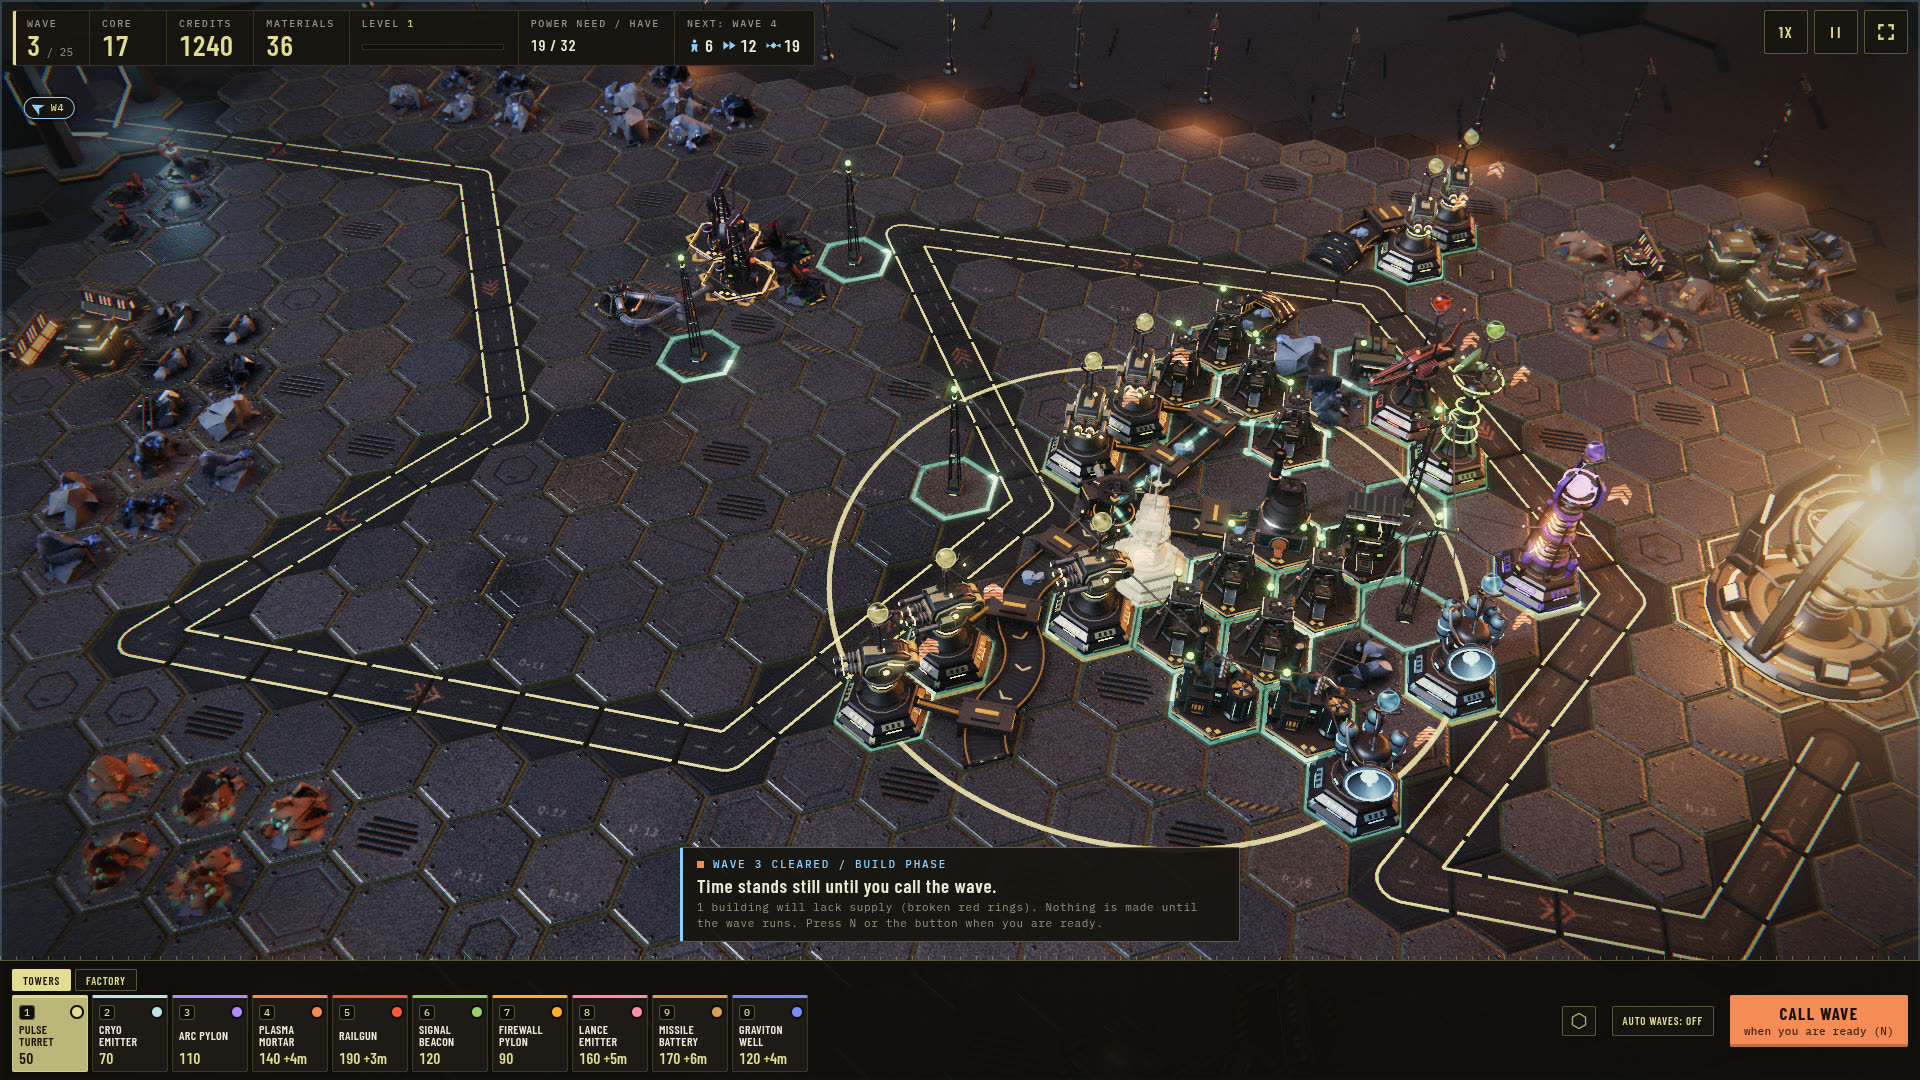 WAVE
3 / 25
CORE
17
CREDITS
1240
MATERIALS
36
LEVEL 1
POWER NEED / HAVE
19 / 32
NEXT: WAVE 4
6 12 19
1X
W4
WAVE 3 CLEARED / BUILD PHASE
Time stands still until you call the wave.
1 building will lack supply (broken red rings). Nothing is made until
the wave runs. Press N or the button when you are ready.
TOWERS
FACTORY
1
PULSE
TURRET
50
2
CRYO
EMITTER
70
3
ARC PYLON
110
4
PLASMA
MORTAR
140 +4m
5
RAILGUN
190 +3m
6
SIGNAL
BEACON
120
7
FIREWALL
PYLON
90
8
LANCE
EMITTER
160 +5m
9
MISSILE
BATTERY
170 +6m
0
GRAVITON
WELL
120 +4m
AUTO WAVES: OFF
CALL WAVE
when you are ready (N)